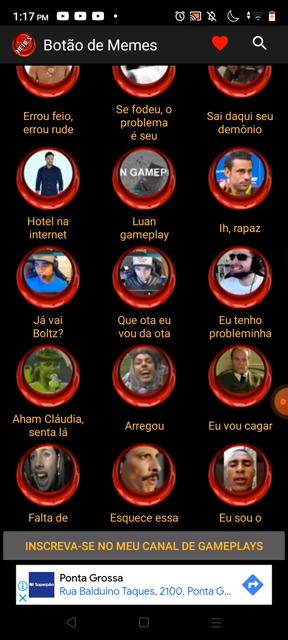 1:17 PM
Botão de Memes
Errou feio,
errou rude
Se fodeu, o
problema
é seu
Sai daqui seu
demônio
N GAMEPL
Hotel na
internet
Luan
gameplay
Ih, rapaz
Já vai
Boltz?
Que ota eu
vou da ota
Eu tenho
probleminha
Aham Cláudia,
senta lá
Arregou
Eu vou cagar
Falta de
Esquece essa
Eu sou o
INSCREVA-SE NO MEU CANAL DE GAMEPLAYS
Ponta Grossa
Rua Balduino Taques, 2100, Ponta G...